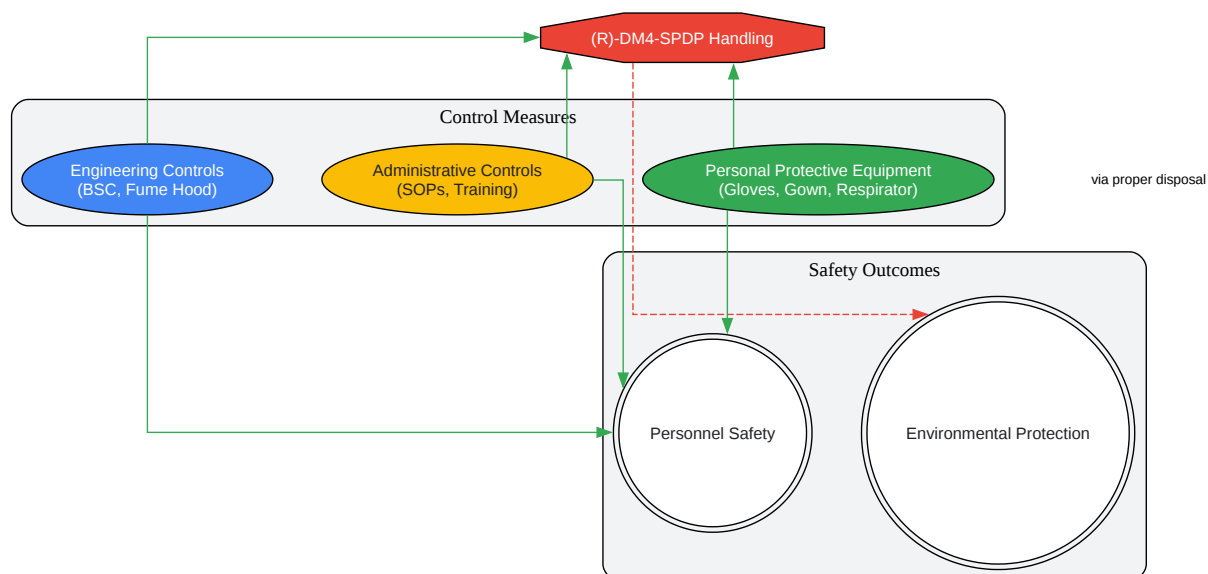 (R)-DM4-SPDP Handling
Control Measures
Engineering Controls
(BSC, Fume Hood)
Administrative Controls
(SOPs, Training)
Personal Protective Equipment
(Gloves, Gown, Respirator)
via proper disposal
Safety Outcomes
Personnel Safety
Environmental Protection